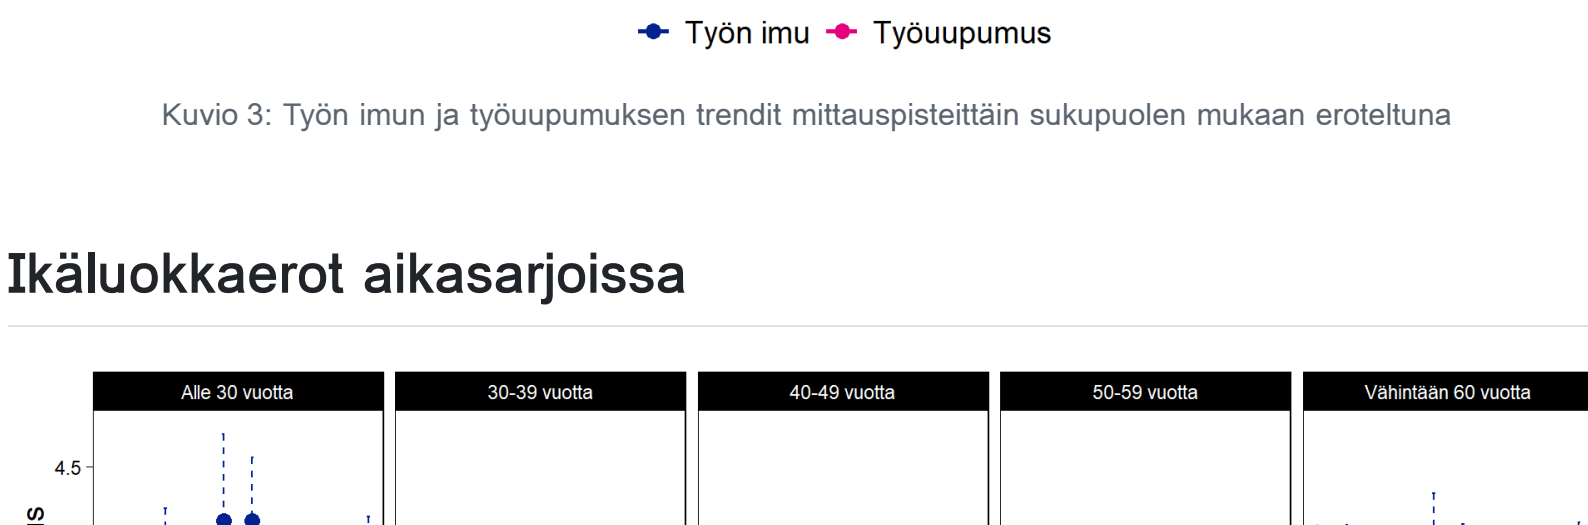 Työn imu Työuupumus
Kuvio 3: Työn imun ja työuupumuksen trendit mittauspisteittäin sukupuolen mukaan eroteltuna
Ikäluokkaerot aikasarjoissa
Alle 30 vuotta 30-39 vuotta 40-49 vuotta 50-59 vuotta Vähintään 60 vuotta
4.5